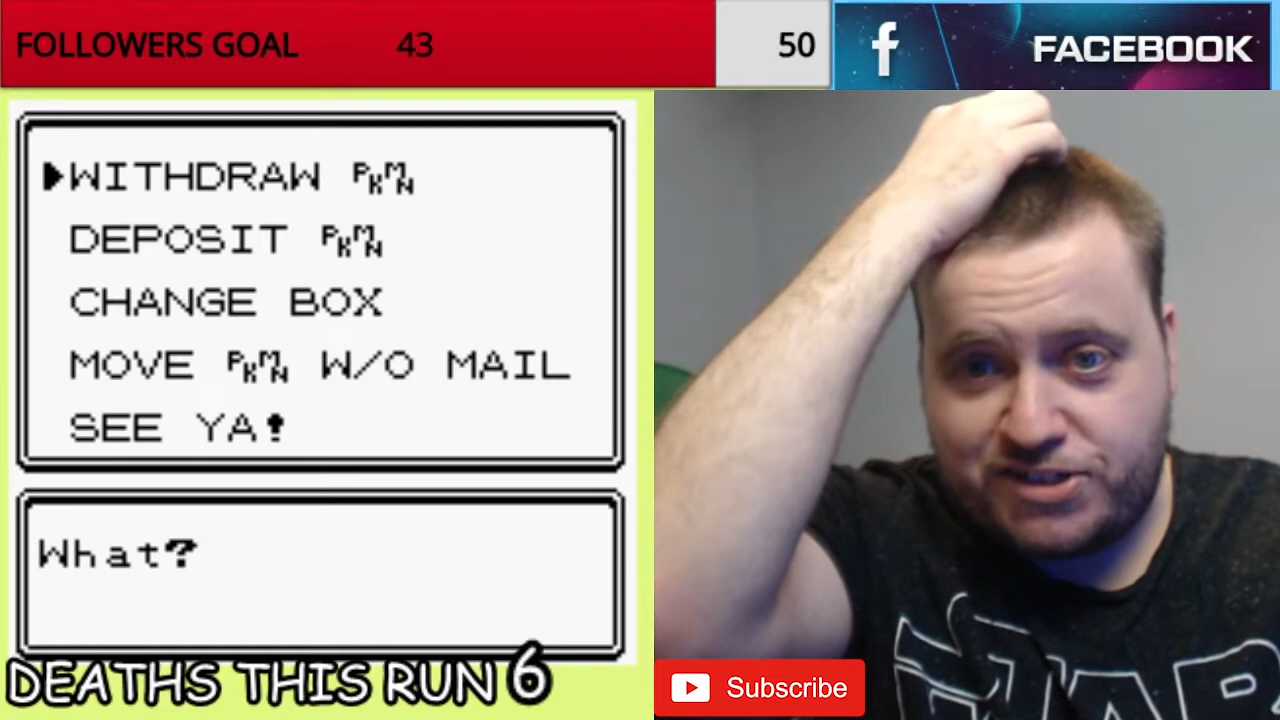 FOLLOWERS GOAL 43 50
FACEBOOK
WITHDRAW PKMN
DEPOSIT PKMN
CHANGE BOX
MOVE PKMN W/O MAIL
SEE YA!
What?
DEATHS THIS RUN 6
Subscribe